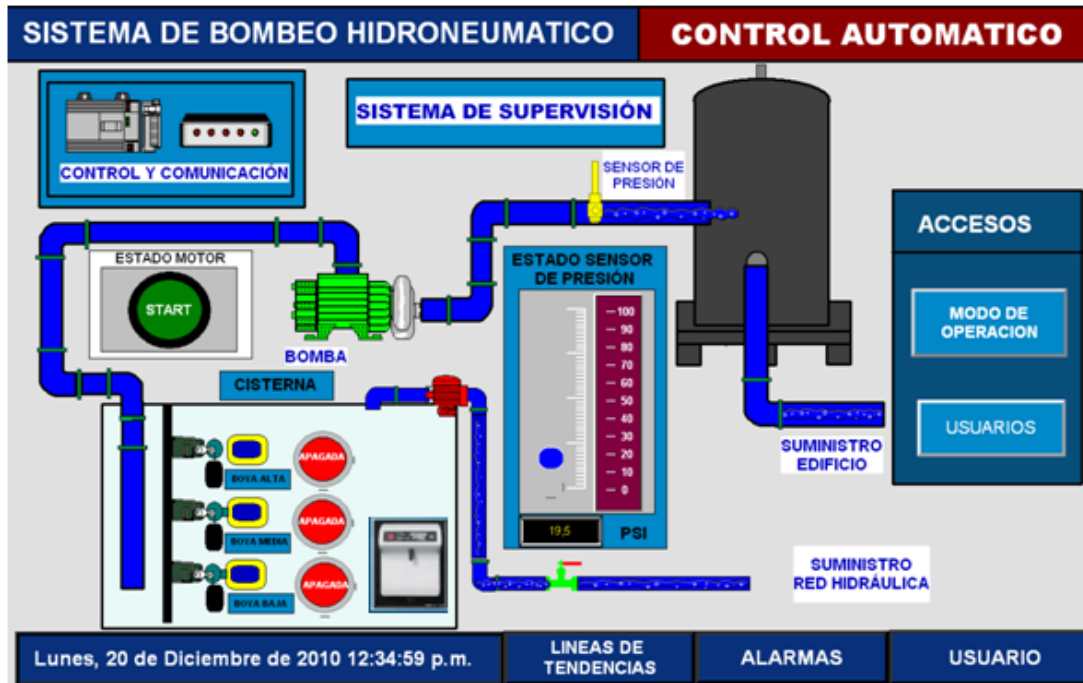 SISTEMA DE BOMBEO HIDRONEUMATICO
CONTROL AUTOMATICO
CONTROL Y COMUNICACIÓN
SISTEMA DE SUPERVISIÓN
SENSOR DE
PRESIÓN
ESTADO MOTOR
START
BOMBA
ESTADO SENSOR
DE PRESIÓN
100
90
80
70
60
50
40
30
20
10
0
19,5
PSI
ACCESOS
MODO DE
OPERACION
USUARIOS
CISTERNA
BOYA ALTA
APAGADA
BOYA MEDIA
APAGADA
BOYA BAJA
APAGADA
SUMINISTRO
EDIFICIO
SUMINISTRO
RED HIDRÁULICA
Lunes, 20 de Diciembre de 2010 12:34:59 p.m.
LINEAS DE
TENDENCIAS
ALARMAS
USUARIO